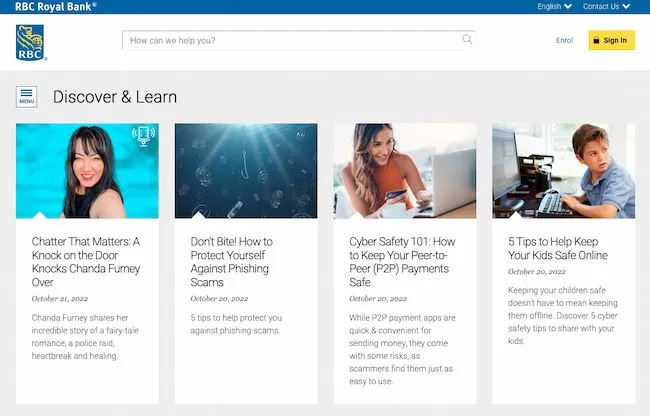 RBC Royal Bank®
English
Contact Us
RBC®
How can we help you?
Enrol
Sign In
MENU
Discover & Learn
Chatter That Matters: A
Knock on the Door
Knocks Chanda Furney
Over
October 21, 2022
Chanda Furney shares her
incredible story of a fairy-tale
romance, a police raid,
heartbreak and healing.
Don't Bite! How to
Protect Yourself
Against Phishing
Scams
October 20, 2022
5 tips to help protect you
against phishing scams.
Cyber Safety 101: How
to Keep Your Peer-to-
Peer (P2P) Payments
Safe
October 20, 2022
While P2P payment apps are
quick & convenient for
sending money, they come
with some risks, as
scammers find them just as
easy to use.
5 Tips to Help Keep
Your Kids Safe Online
October 20, 2022
Keeping your children safe
doesn't have to mean keeping
them offline. Discover 5 cyber
safety tips to share with your
kids.